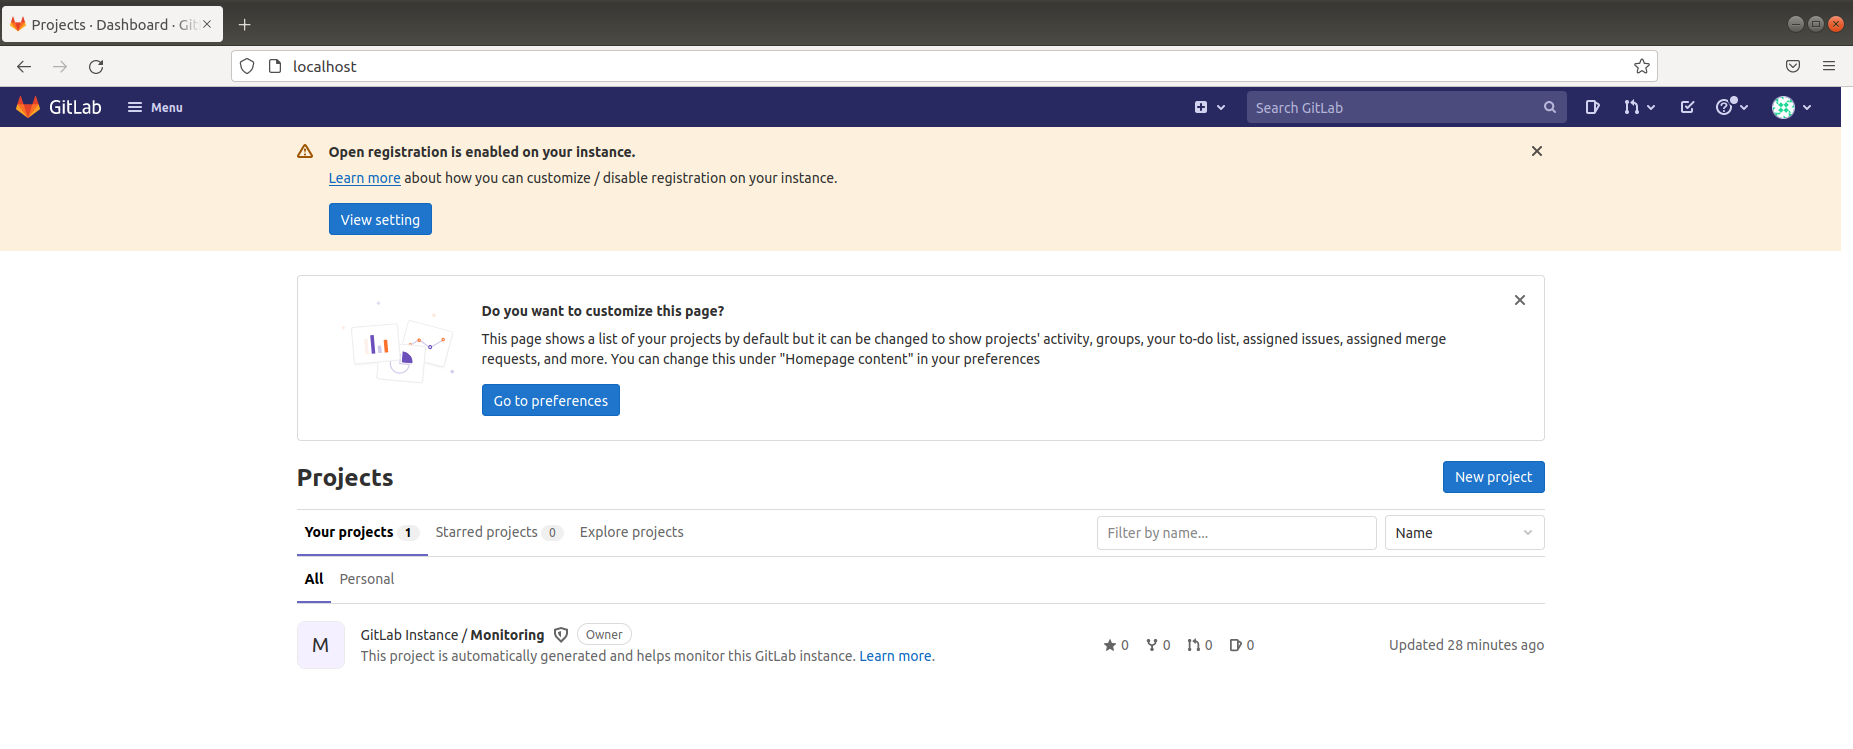 Projects · Dashboard · Git
localhost
GitLab Menu Search GitLab
Open registration is enabled on your instance.
Learn more about how you can customize / disable registration on your instance.
View setting
Do you want to customize this page?
This page shows a list of your projects by default but it can be changed to show projects' activity, groups, your to-do list, assigned issues, assigned merge
requests, and more. You can change this under "Homepage content" in your preferences
Go to preferences
Projects New project
Your projects 1 Starred projects 0 Explore projects Filter by name... Name
All Personal
M GitLab Instance / Monitoring Owner
This project is automatically generated and helps monitor this GitLab instance. Learn more.
0 0 0 0 Updated 28 minutes ago